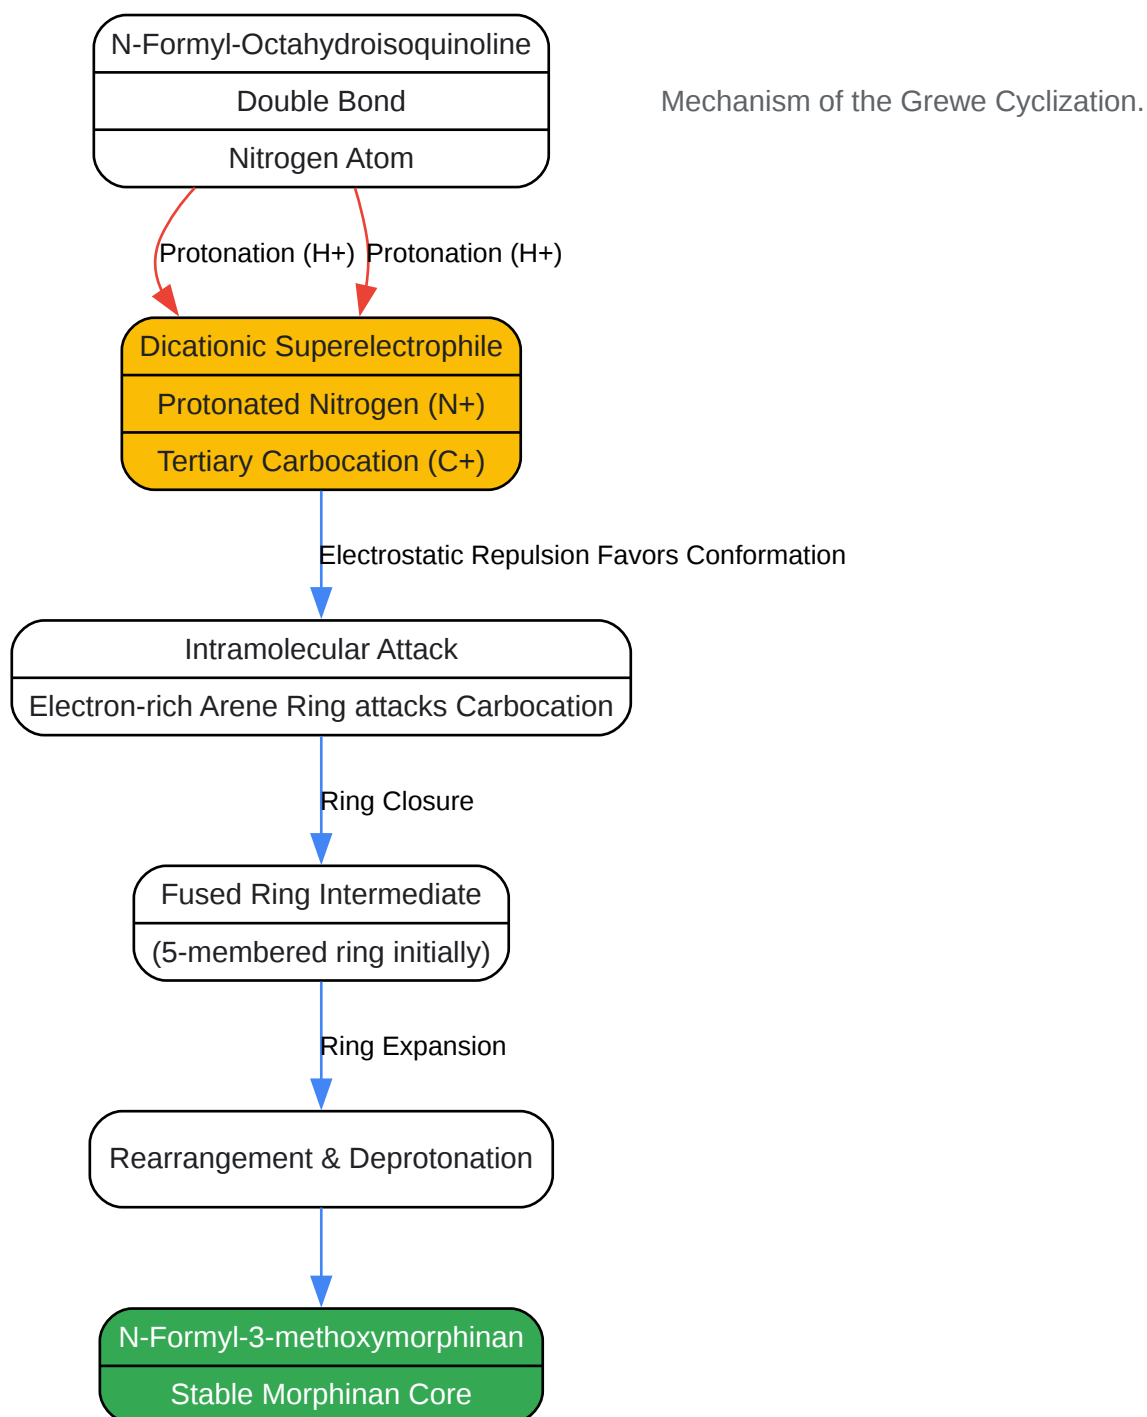 N-Formyl-Octahydroisoquinoline
Double Bond
Nitrogen Atom
Mechanism of the Grewe Cyclization.
Protonation (H+)
Protonation (H+)
Dicationic Superelectrophile
Protonated Nitrogen (N+)
Tertiary Carbocation (C+)
Electrostatic Repulsion Favors Conformation
Intramolecular Attack
Electron-rich Arene Ring attacks Carbocation
Ring Closure
Fused Ring Intermediate
(5-membered ring initially)
Ring Expansion
Rearrangement & Deprotonation
N-Formyl-3-methoxymorphinan
Stable Morphinan Core